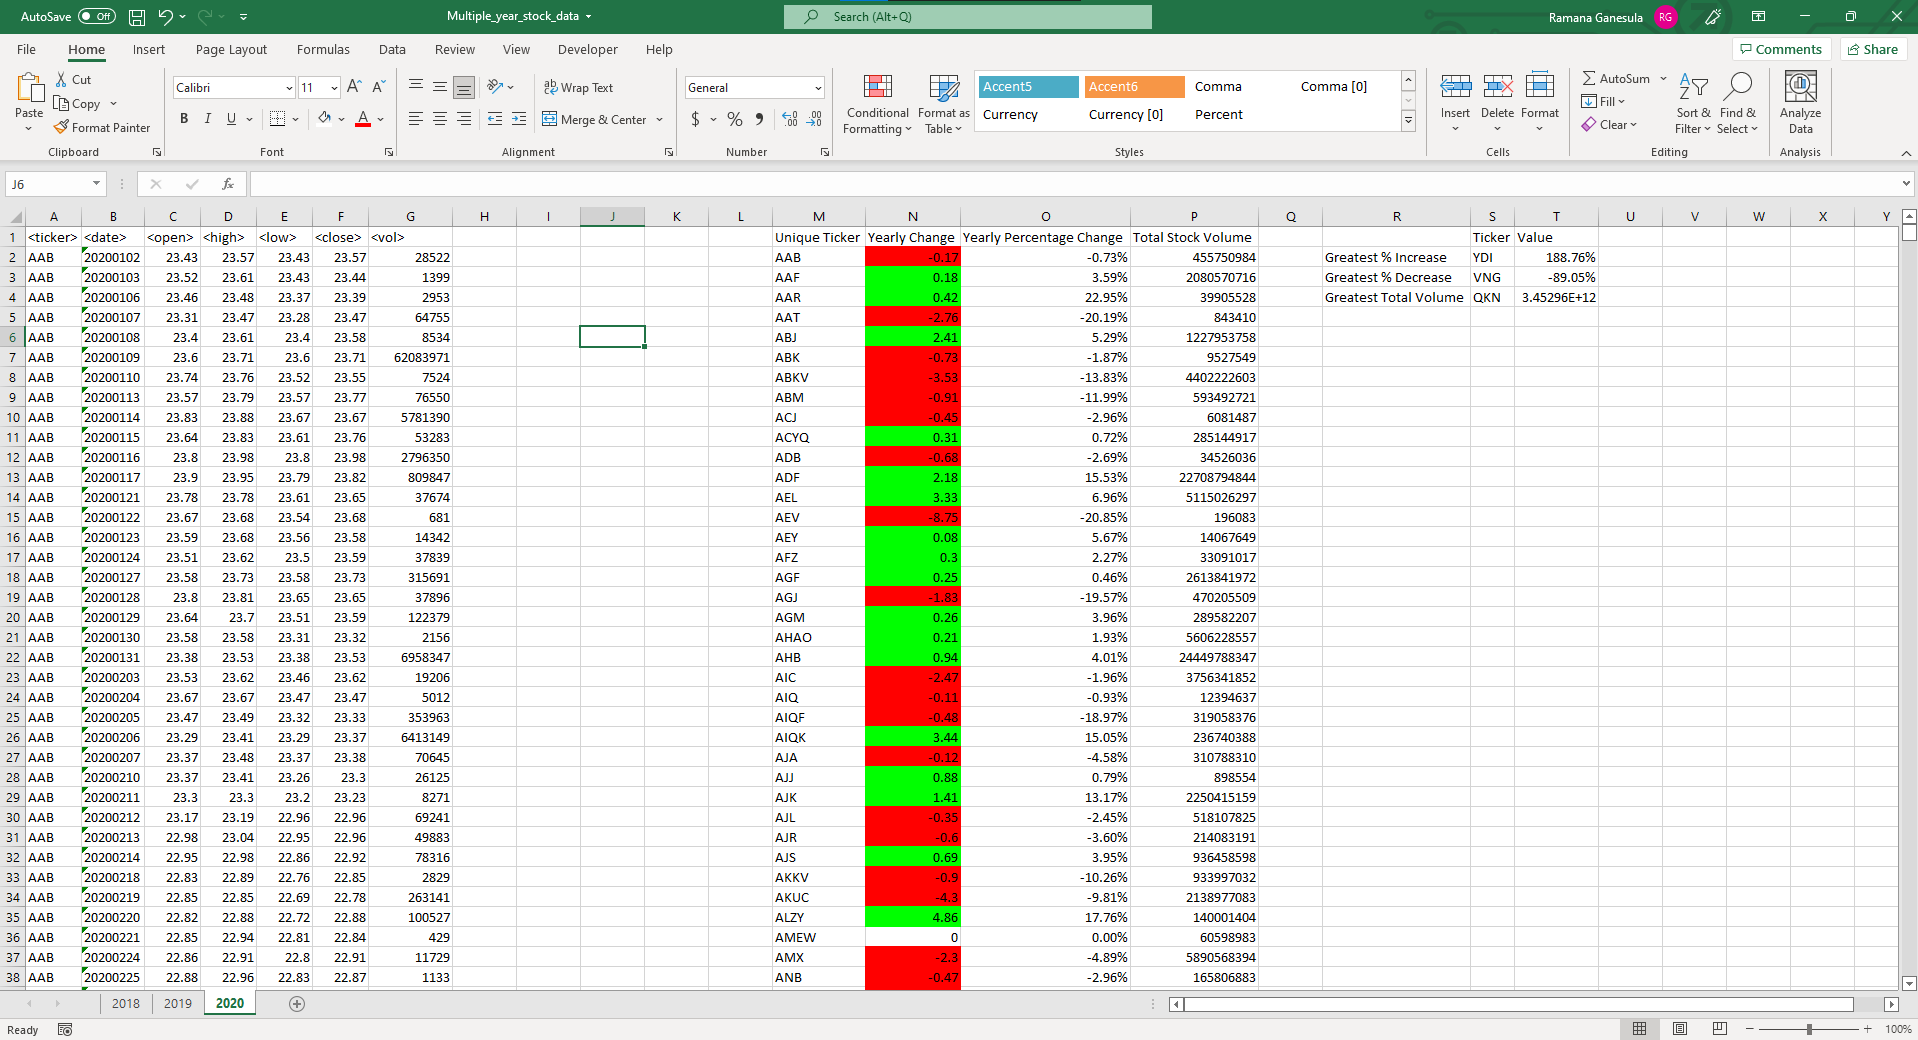 AutoSave Off Multiple_year_stock_data Search (Alt+Q) Ramana Ganesula RG
File Home Insert Page Layout Formulas Data Review View Developer Help Comments Share
Paste Cut Copy Format Painter Clipboard
Calibri 11 B I U A Font
ab Wrap Text Merge & Center Alignment
General $ % 9 Number
Conditional Formatting Format as Table
Accent5 Accent6 Comma Comma [0]
Currency Currency [0] Percent
Styles
Insert Delete Format Cells
AutoSum Fill Clear Sort & Filter Find & Select Editing
Analyze Data Analysis
J6 fx
A B C D E F G H I J K L M N O P Q R S T U V W X Y
1 <ticker> <date> <open> <high> <low> <close> <vol> Unique Ticker Yearly Change Yearly Percentage Change Total Stock Volume Ticker Value
2 AAB 20200102 23.43 23.57 23.43 23.57 28522 AAB -0.17 -0.73% 455750984 Greatest % Increase YDI 188.76%
3 AAB 20200103 23.52 23.61 23.43 23.44 1399 AAF 0.18 3.59% 2080570716 Greatest % Decrease VNG -89.05%
4 AAB 20200106 23.46 23.48 23.37 23.39 2953 AAR 0.42 22.95% 39905528 Greatest Total Volume QKN 3.45296E+12
5 AAB 20200107 23.31 23.47 23.28 23.47 64755 AAT -2.76 -20.19% 843410
6 AAB 20200108 23.4 23.61 23.4 23.58 8534 ABJ 2.41 5.29% 1227953758
7 AAB 20200109 23.6 23.71 23.6 23.71 62083971 ABK -0.73 -1.87% 9527549
8 AAB 20200110 23.74 23.76 23.52 23.55 7524 ABKV -3.53 -13.83% 4402222603
9 AAB 20200113 23.57 23.79 23.57 23.77 76550 ABM -0.91 -11.99% 593492721
10 AAB 20200114 23.83 23.88 23.67 23.67 5781390 ACJ -0.45 -2.96% 6081487
11 AAB 20200115 23.64 23.83 23.61 23.76 53283 ACYQ 0.31 0.72% 285144917
12 AAB 20200116 23.8 23.98 23.8 23.98 2796350 ADB -0.68 -2.69% 34526036
13 AAB 20200117 23.9 23.95 23.79 23.82 809847 ADF 2.18 15.53% 22708794844
14 AAB 20200121 23.78 23.78 23.61 23.65 37674 AEL 3.33 6.96% 5115026297
15 AAB 20200122 23.67 23.68 23.54 23.68 681 AEV -8.75 -20.85% 196083
16 AAB 20200123 23.59 23.68 23.56 23.58 14342 AEY 0.08 5.67% 14067649
17 AAB 20200124 23.51 23.62 23.5 23.59 37839 AFZ 0.3 2.27% 33091017
18 AAB 20200127 23.58 23.73 23.58 23.73 315691 AGF 0.25 0.46% 2613841972
19 AAB 20200128 23.8 23.81 23.65 23.65 37896 AGJ -1.83 -19.57% 470205509
20 AAB 20200129 23.64 23.7 23.51 23.59 122379 AGM 0.26 3.96% 289582207
21 AAB 20200130 23.58 23.58 23.31 23.32 2156 AHAO 0.21 1.93% 5606228557
22 AAB 20200131 23.38 23.53 23.38 23.53 6958347 AHB 0.94 4.01% 24449788347
23 AAB 20200203 23.53 23.62 23.46 23.62 19206 AIC -2.47 -1.96% 3756341852
24 AAB 20200204 23.67 23.67 23.47 23.47 5012 AIQ -0.11 -0.93% 12394637
25 AAB 20200205 23.47 23.49 23.32 23.33 353963 AIQF -0.48 -18.97% 319058376
26 AAB 20200206 23.29 23.41 23.29 23.37 6413149 AIQK 3.44 15.05% 236740388
27 AAB 20200207 23.37 23.48 23.37 23.38 70645 AJA -0.12 -4.58% 310788310
28 AAB 20200210 23.37 23.41 23.26 23.3 26125 AJJ 0.88 0.79% 898554
29 AAB 20200211 23.3 23.3 23.2 23.23 8271 AJK 1.41 13.17% 2250415159
30 AAB 20200212 23.17 23.19 22.96 22.96 69241 AJL -0.35 -2.45% 518107825
31 AAB 20200213 22.98 23.04 22.95 22.96 49883 AJR -0.6 -3.60% 214083191
32 AAB 20200214 22.95 22.98 22.86 22.92 78316 AJS 0.69 3.95% 936458598
33 AAB 20200218 22.83 22.89 22.76 22.85 2829 AKKV -0.9 -10.26% 933997032
34 AAB 20200219 22.85 22.85 22.69 22.78 263141 AKUC -4.3 -9.81% 2138977083
35 AAB 20200220 22.82 22.88 22.72 22.88 100527 ALZY 4.86 17.76% 140001404
36 AAB 20200221 22.85 22.94 22.81 22.84 429 AMEW 0 0.00% 60598983
37 AAB 20200224 22.86 22.91 22.8 22.91 11729 AMX -2.3 -4.89% 5890568394
38 AAB 20200225 22.88 22.96 22.83 22.87 1133 ANB -0.47 -2.96% 165806883
2018 2019 2020
Ready 100%